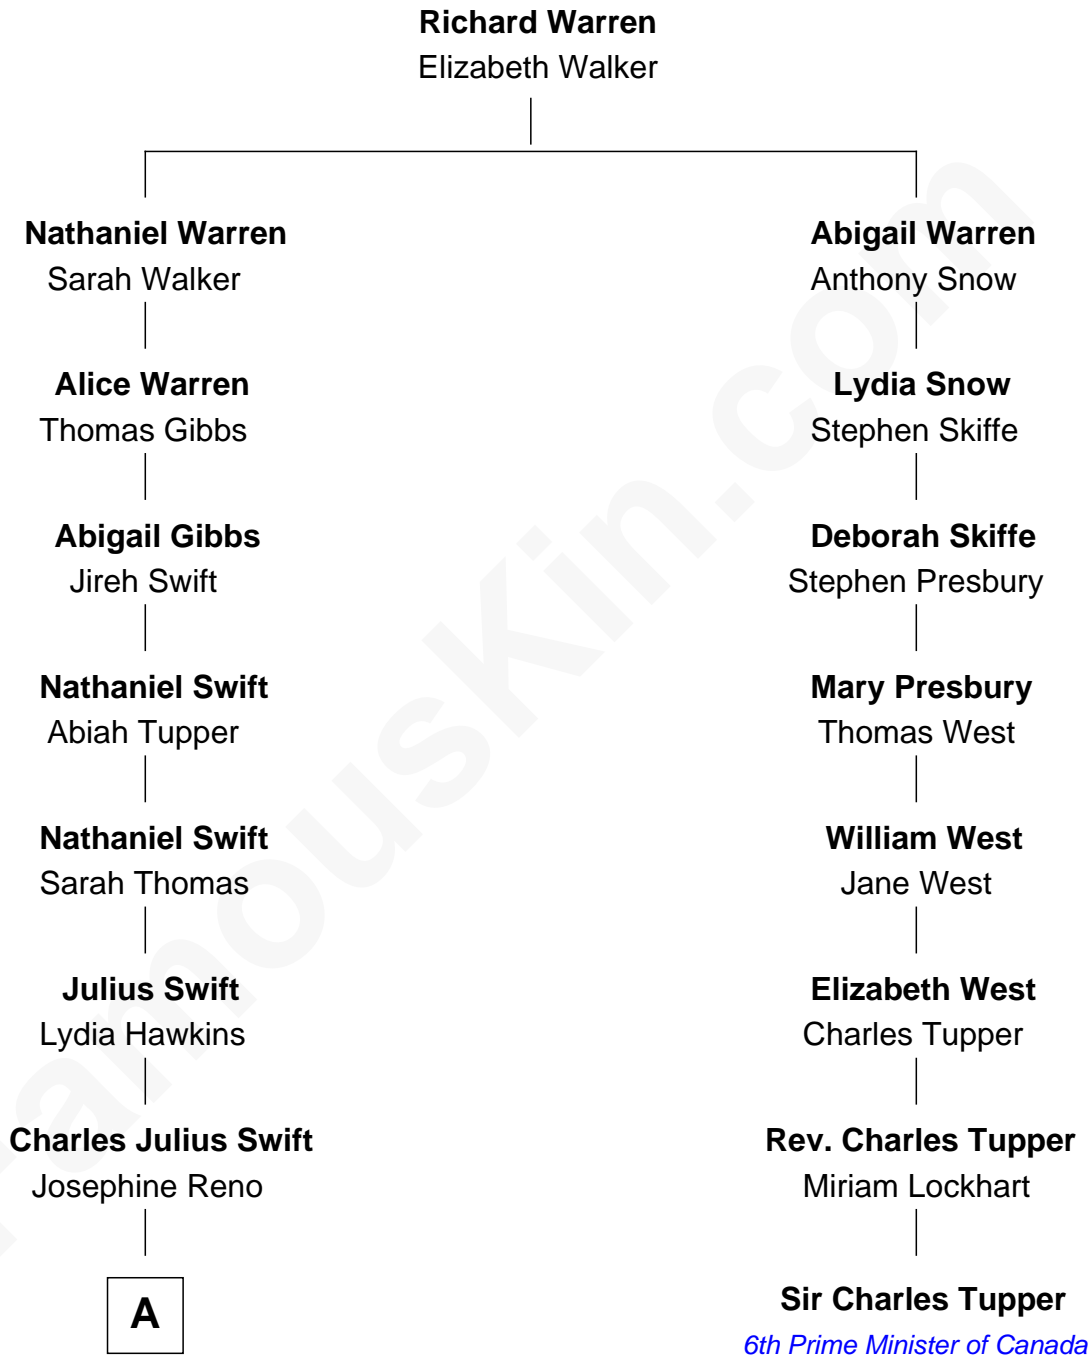 Richard Warren
Elizabeth Walker
Nathaniel Warren
Sarah Walker
Abigail Warren
Anthony Snow
Alice Warren
Thomas Gibbs
Lydia Snow
Stephen Skiffe
Abigail Gibbs
Jireh Swift
Deborah Skiffe
Stephen Presbury
Nathaniel Swift
Abiah Tupper
Mary Presbury
Thomas West
Nathaniel Swift
Sarah Thomas
William West
Jane West
Julius Swift
Lydia Hawkins
Elizabeth West
Charles Tupper
Charles Julius Swift
Josephine Reno
Rev. Charles Tupper
Miriam Lockhart
A
Sir Charles Tupper
6th Prime Minister of Canada
FamousKin.com